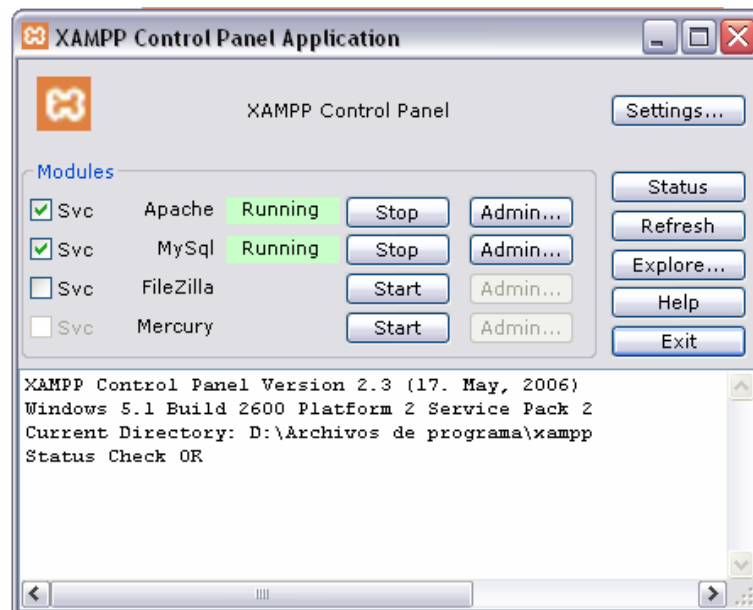 XAMPP Control Panel Application
XAMPP Control Panel
Settings...
Modules
Svc Apache Running Stop Admin...
Svc MySql Running Stop Admin...
Svc FileZilla Start Admin...
Svc Mercury Start Admin...
Status
Refresh
Explore...
Help
Exit
XAMPP Control Panel Version 2.3 (17. May, 2006)
Windows 5.1 Build 2600 Platform 2 Service Pack 2
Current Directory: D:\Archivos de programa\xampp
Status Check OK